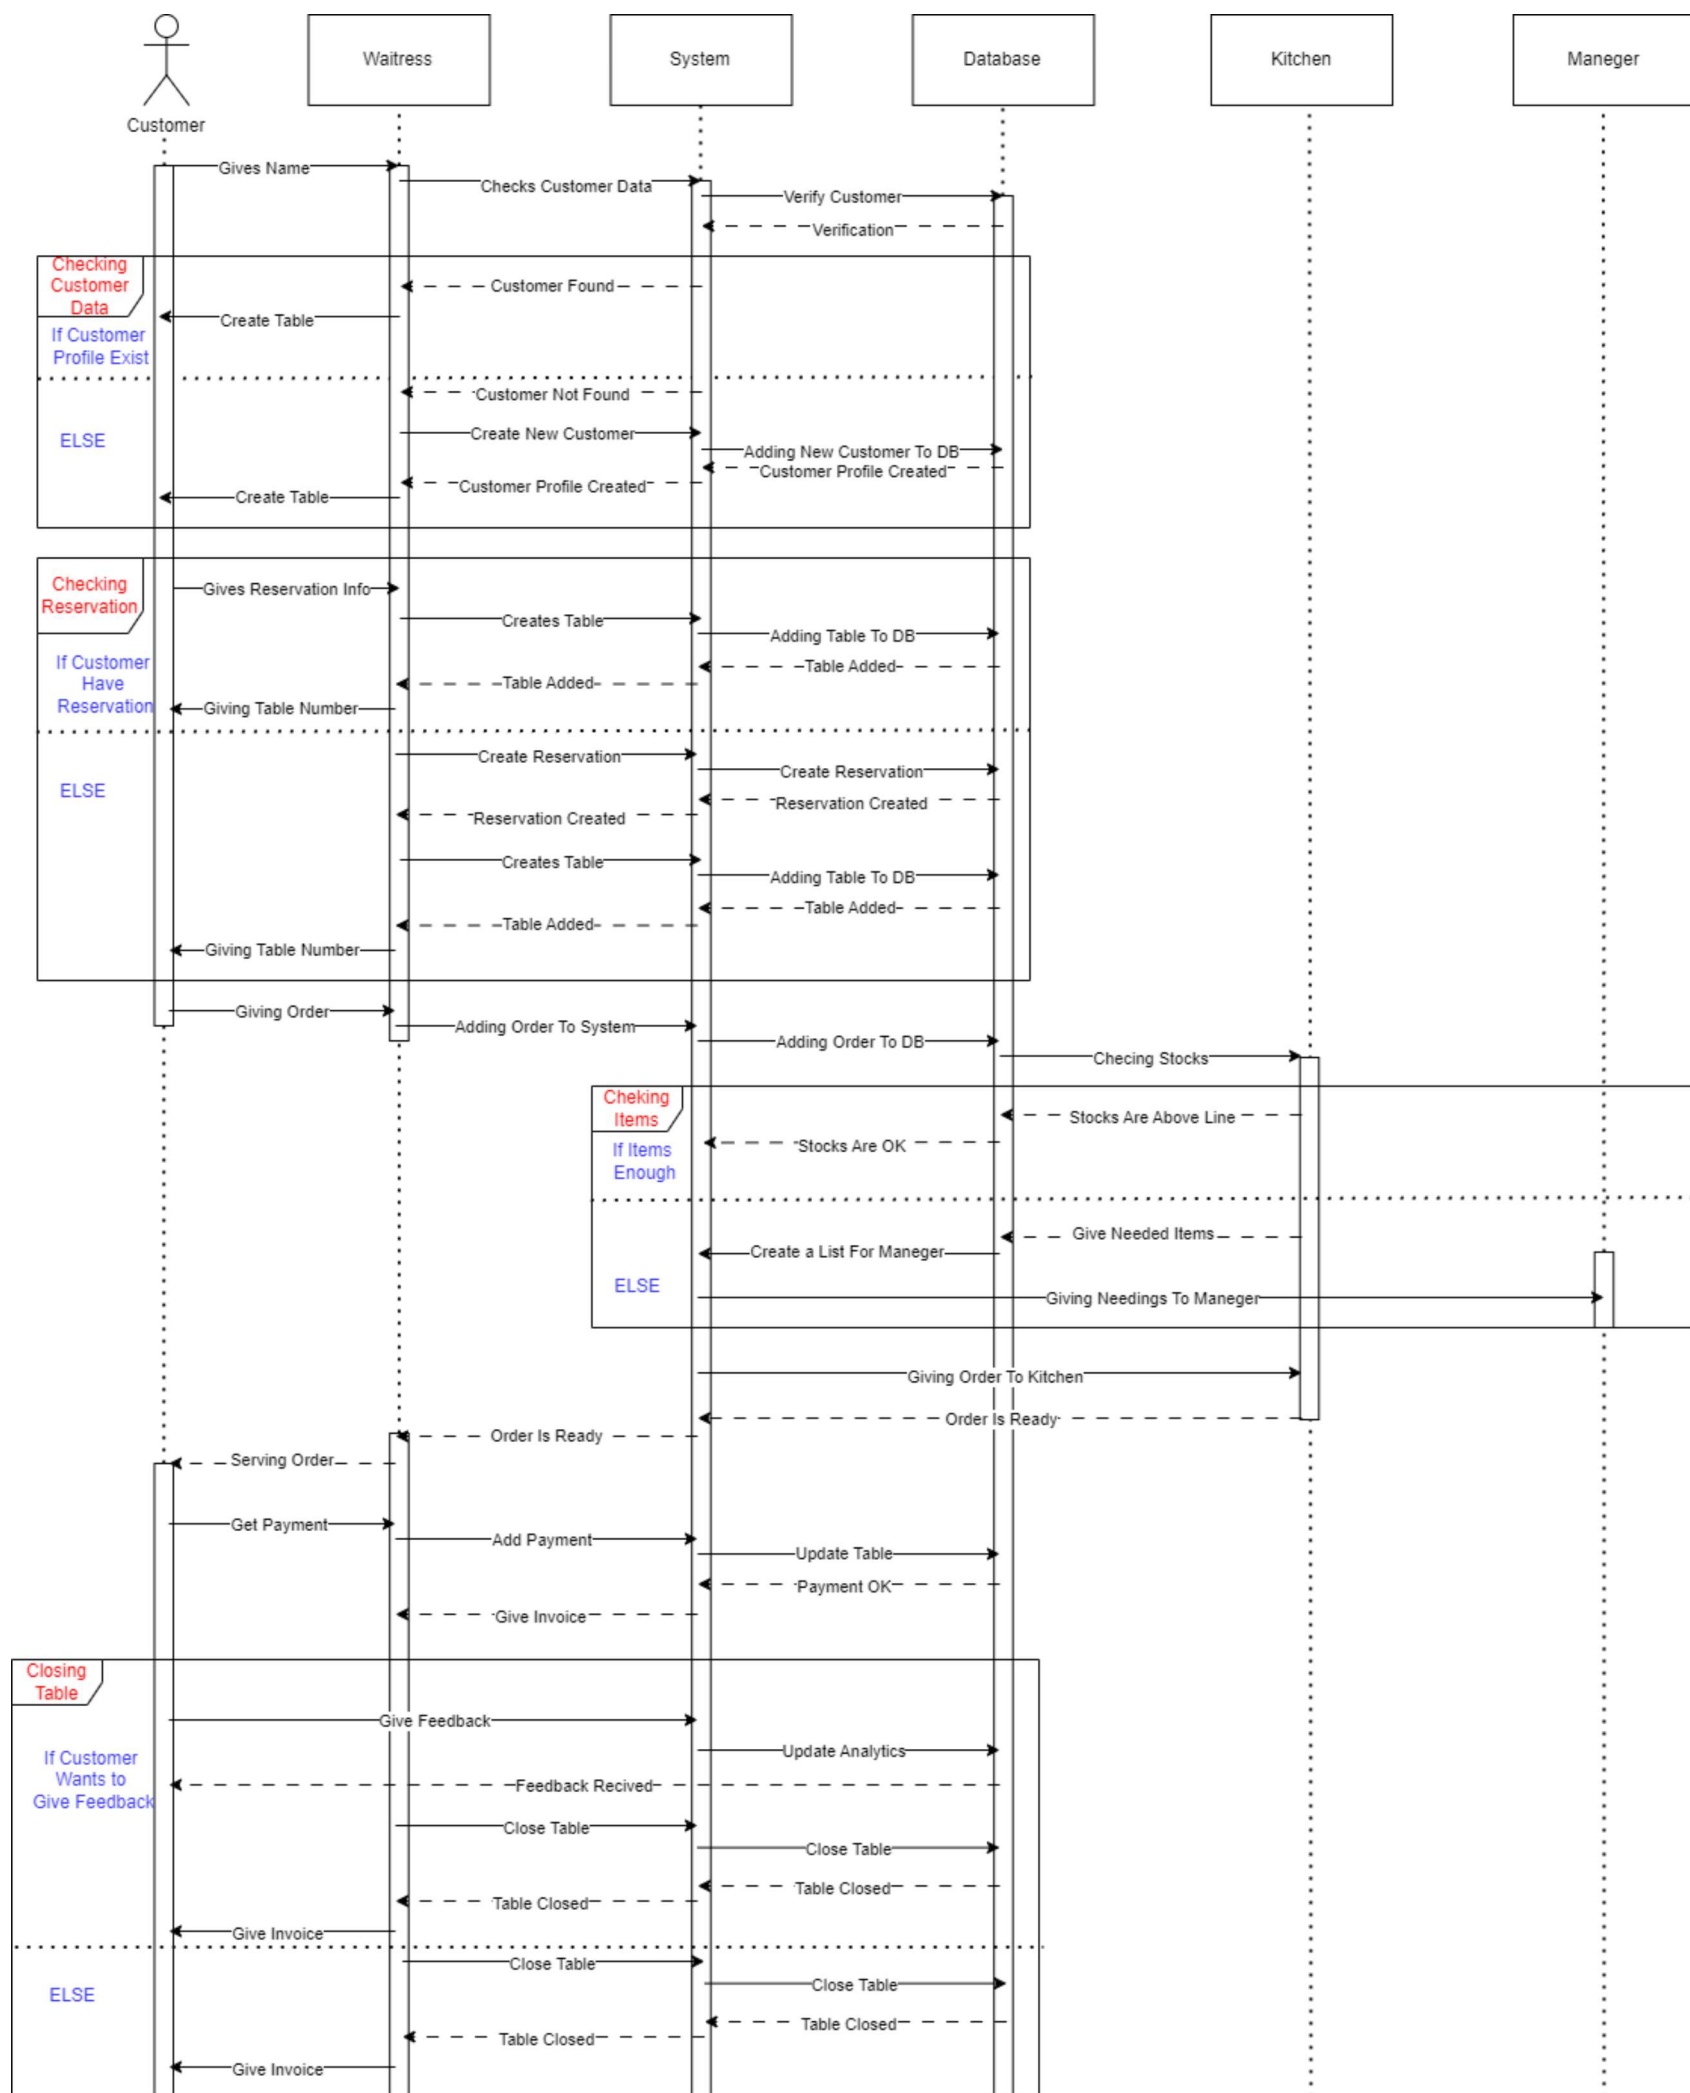 Waitress
System
Database
Kitchen
Maneger
Customer
Gives Name
Checks Customer Data
Verify Customer
Verification
Checking
Customer
Data
Customer Found
Create Table
If Customer
Profile Exist
Customer Not Found
ELSE
Create New Customer
Adding New Customer To DB
Customer Profile Created
Customer Profile Created
Create Table
Checking
Reservation
Gives Reservation Info
Creates Table
Adding Table To DB
If Customer
Have
Reservation
Table Added
Table Added
Giving Table Number
Create Reservation
Create Reservation
ELSE
Reservation Created
Reservation Created
Creates Table
Adding Table To DB
Table Added
Table Added
Giving Table Number
Giving Order
Adding Order To System
Adding Order To DB
Checing Stocks
Cheking
Items
Stocks Are Above Line
If Items
Enough
Stocks Are OK
Give Needed Items
Create a List For Maneger
ELSE
Giving Needings To Maneger
Giving Order To Kitchen
Order Is Ready
Order Is Ready
Serving Order
Get Payment
Add Payment
Update Table
Payment OK
Give Invoice
Closing
Table
Give Feedback
If Customer
Wants to
Give Feedback
Update Analytics
Feedback Recived
Close Table
Close Table
Table Closed
Table Closed
Give Invoice
Close Table
ELSE
Close Table
Table Closed
Table Closed
Give Invoice